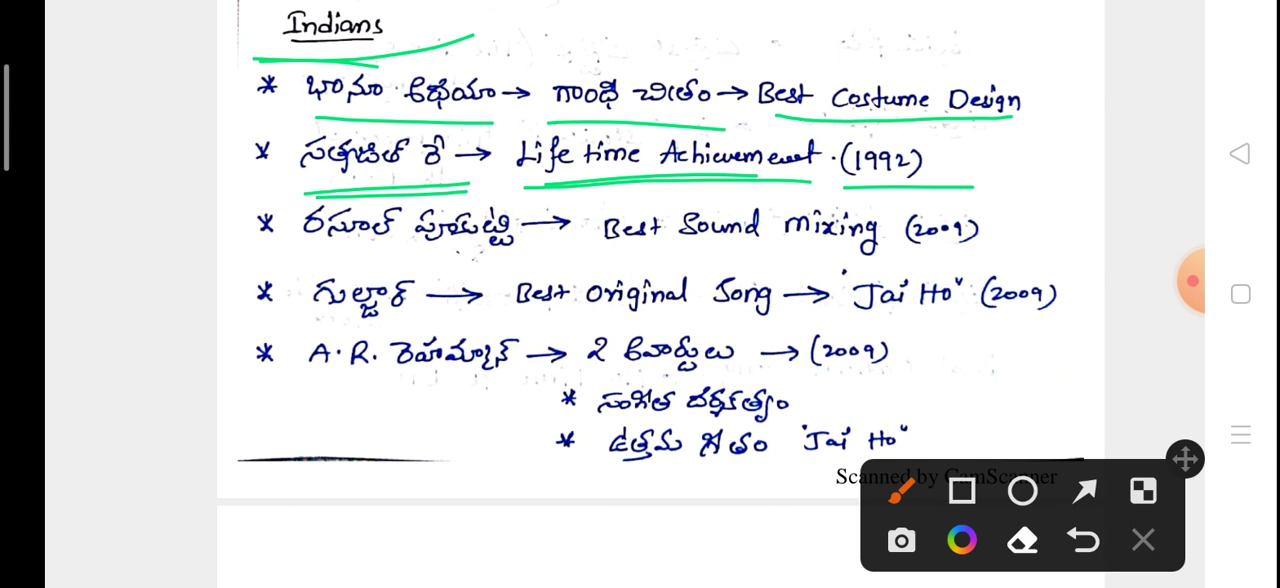 Indians
* భాను అథైయా → గాంధీ చిత్రం → Best Costume Design
* సత్యజిత్ రే → Life time Achievement. (1992)
* రసూల్ పూకుట్టి → Best Sound mixing (2009)
* గుల్జార్ → Best Original Song → "Jai Ho" (2009)
* A.R. రెహమాన్ → 2 అవార్డులు → (2009)
* సంగీత దర్శకత్వం
* ఉత్తమ గీతం "Jai Ho"
Scanned by CamScanner